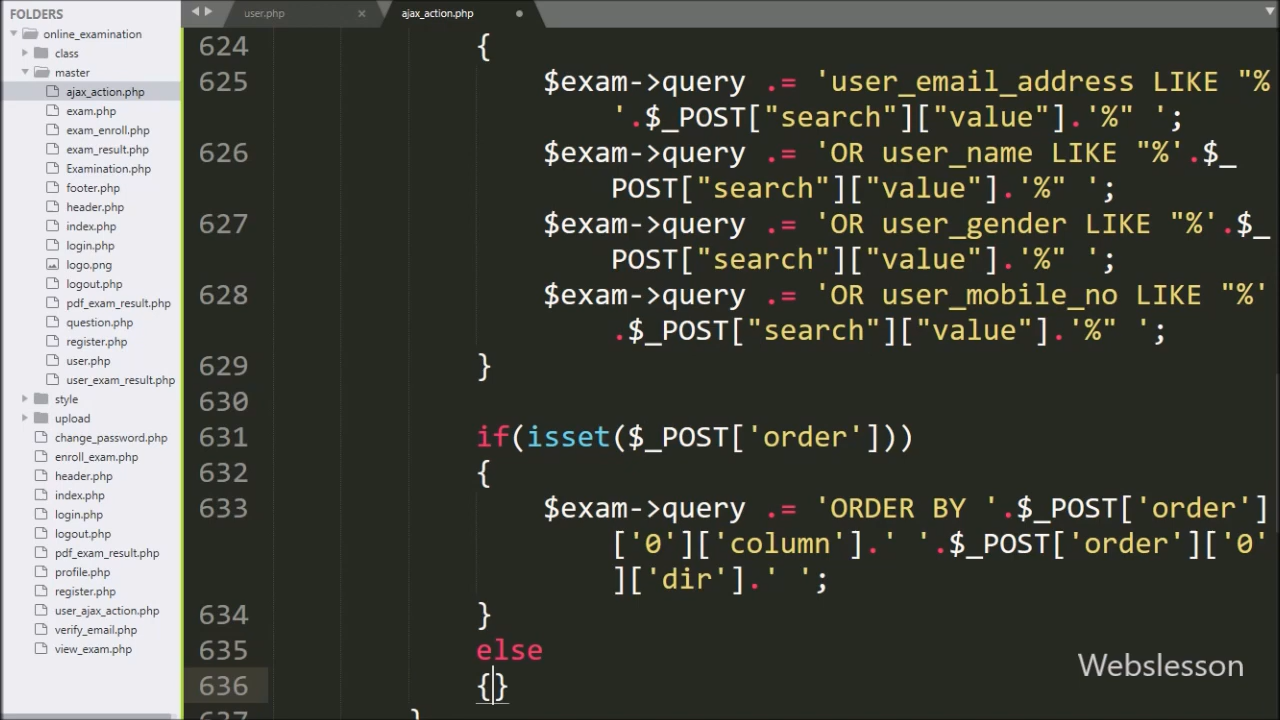 FOLDERS
online_examination
class
master
ajax_action.php
exam.php
exam_enroll.php
exam_result.php
Examination.php
footer.php
header.php
index.php
login.php
logo.png
logout.php
pdf_exam_result.php
question.php
register.php
user.php
user_exam_result.php
style
upload
change_password.php
enroll_exam.php
header.php
index.php
login.php
logout.php
pdf_exam_result.php
profile.php
register.php
user_ajax_action.php
verify_email.php
view_exam.php
user.php
ajax_action.php
624 {
625 $exam->query .= 'user_email_address LIKE "%
'.$_POST["search"]["value"].'%" ';
626 $exam->query .= 'OR user_name LIKE "%'.$_
POST["search"]["value"].'%" ';
627 $exam->query .= 'OR user_gender LIKE "%'.$_
POST["search"]["value"].'%" ';
628 $exam->query .= 'OR user_mobile_no LIKE "%'
.$_POST["search"]["value"].'%" ';
629 }
630
631 if(isset($_POST['order']))
632 {
633 $exam->query .= 'ORDER BY '.$_POST['order']
['0']['column'].' '.$_POST['order']['0'
]['dir'].' ';
634 }
635 else
636 {}
637 }
Webslesson